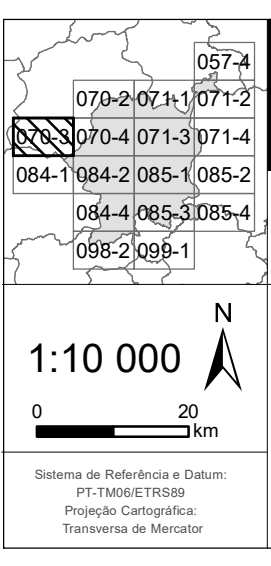 057-4
070-2 071-1 071-2
070-3 070-4 071-3 071-4
084-1 084-2 085-1 085-2
084-4 085-3 085-4
098-2 099-1
N
1:10 000
0 20
km
Sistema de Referência e Datum:
PT-TM06/ETRS89
Projeção Cartográfica:
Transversa de Mercator